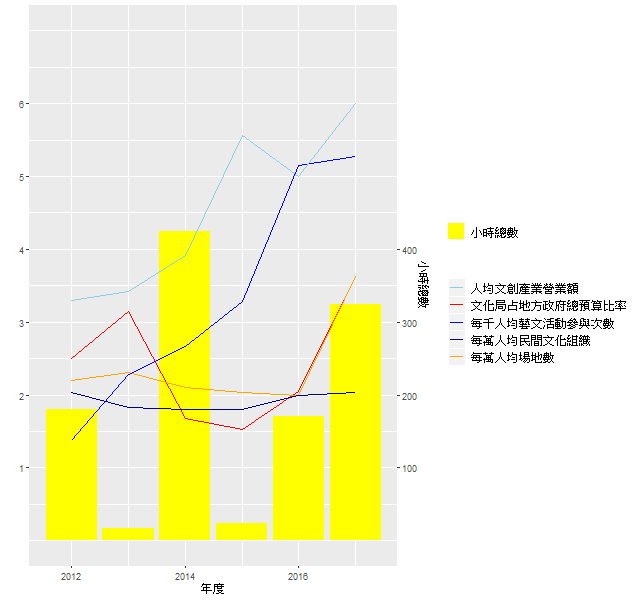 6
5
4
3
2
1
400
300
200
100
小時總數
2012
2014
2016
年度
小時總數
人均文創產業營業額
文化局占地方政府總預算比率
每千人均藝文活動參與次數
每萬人均民間文化組織
每萬人均場地數